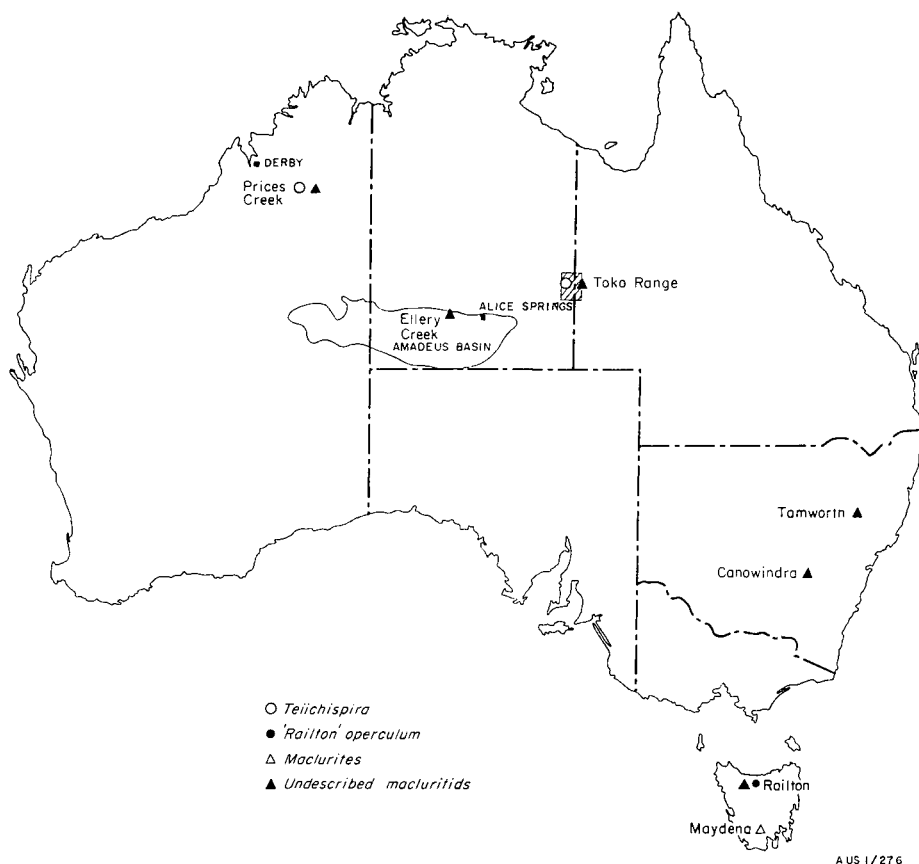 DERBY
Prices
Creek
Toko Range
ALICE SPRINGS
Ellery
Creek
AMADEUS BASIN
Tamworth
Canowindra
Teiichispira
'Railton' operculum
Maclurites
Undescribed macluritids
Railton
Maydena
AUS 1/276